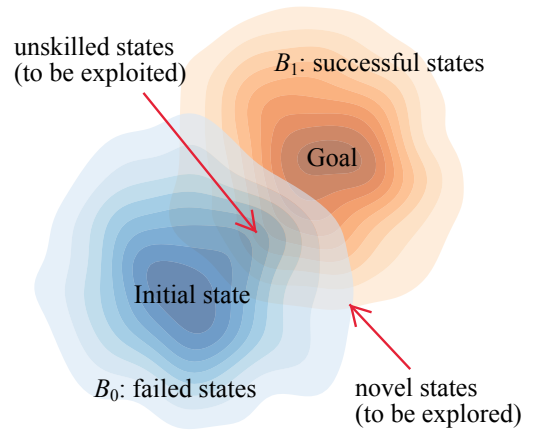 unskilled states
(to be exploited)
B₁: successful states
Goal
Initial state
B₀: failed states
novel states
(to be explored)